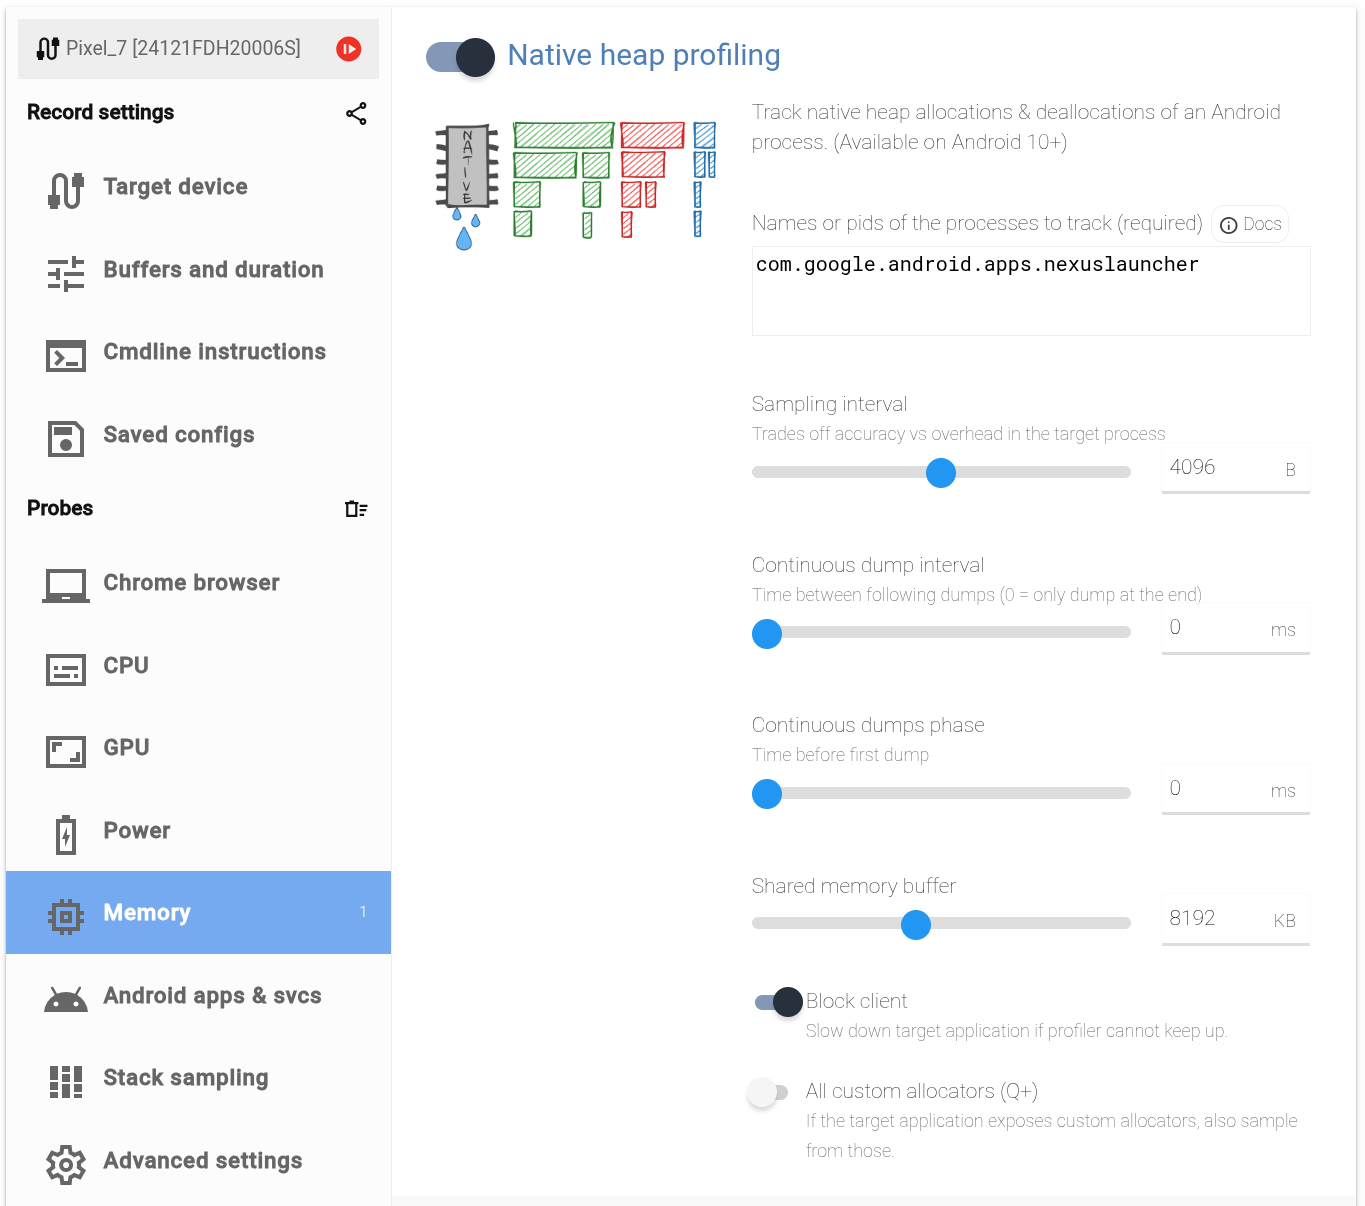 Pixel_7 [24121FDH20006S]
Record settings
Target device
Buffers and duration
Cmdline instructions
Saved configs
Probes
Chrome browser
CPU
GPU
Power
Memory 1
Android apps & svcs
Stack sampling
Advanced settings
Native heap profiling
NATIVE
Track native heap allocations & deallocations of an Android
process. (Available on Android 10+)
Names or pids of the processes to track (required) Docs
com.google.android.apps.nexuslauncher
Sampling interval
Trades off accuracy vs overhead in the target process
4096 B
Continuous dump interval
Time between following dumps (0 = only dump at the end)
0 ms
Continuous dumps phase
Time before first dump
0 ms
Shared memory buffer
8192 KB
Block client
Slow down target application if profiler cannot keep up.
All custom allocators (Q+)
If the target application exposes custom allocators, also sample
from those.